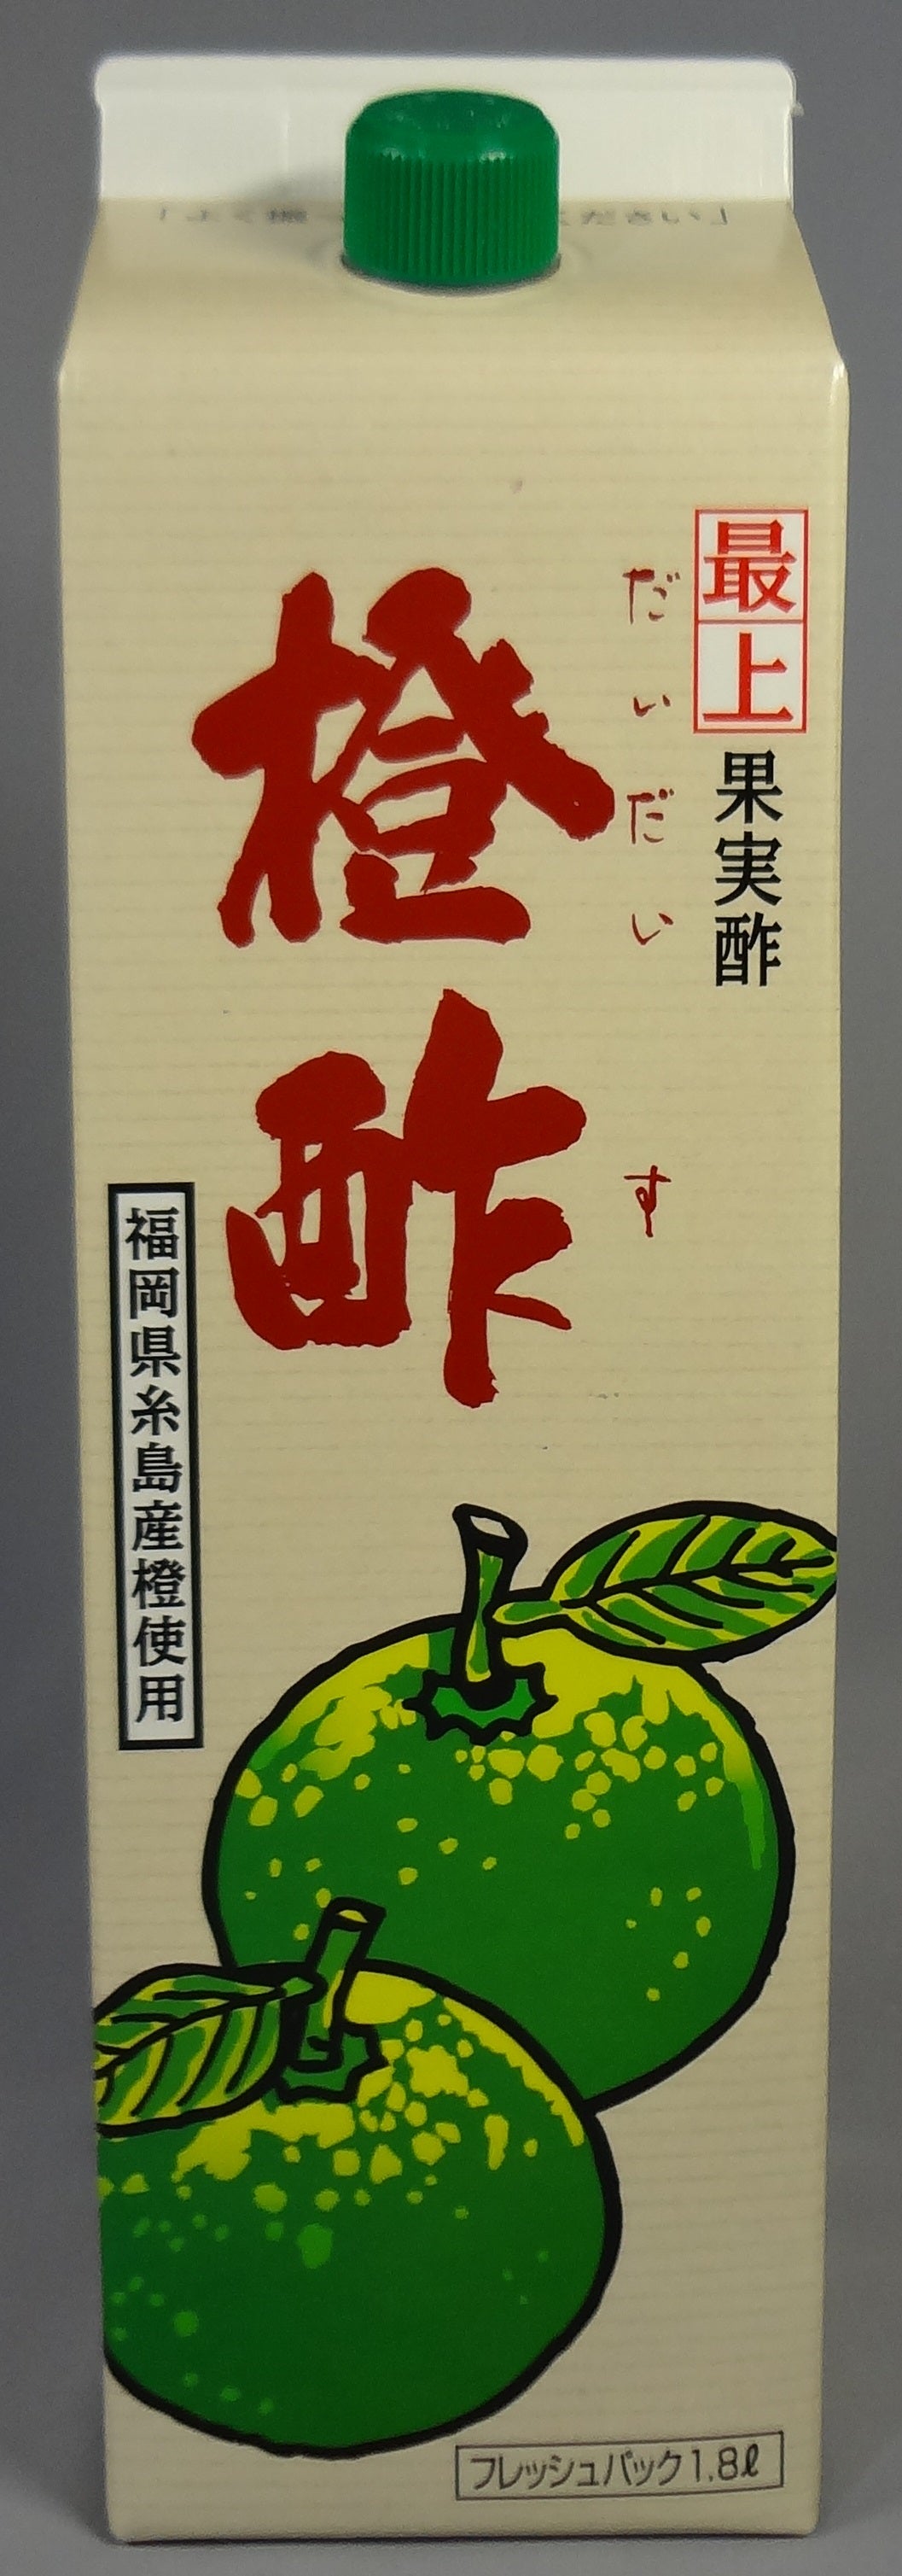 最上
果実酢
だいだいす
橙酢
福岡県糸島産橙使用
フレッシュパック1.8ℓ